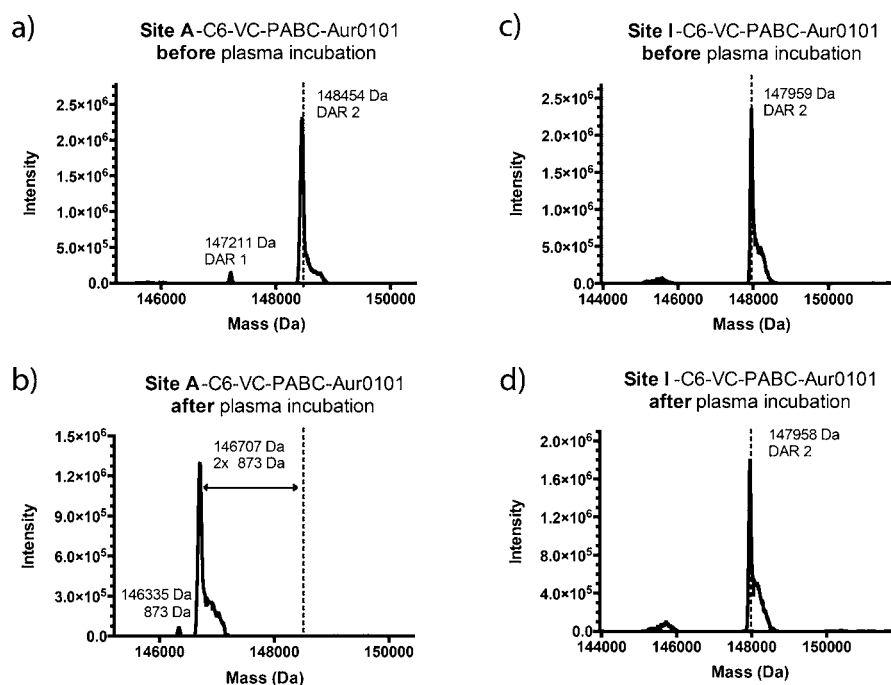 a)
Site A-C6-VC-PABC-Aur0101
before plasma incubation
2.5×10⁶
2.0×10⁶
1.5×10⁶
1.0×10⁶
5.0×10⁵
0.0
Intensity
148454 Da
DAR 2
147211 Da
DAR 1
146000
148000
150000
Mass (Da)
c)
Site I-C6-VC-PABC-Aur0101
before plasma incubation
2.5×10⁶
2.0×10⁶
1.5×10⁶
1.0×10⁶
5.0×10⁵
0.0
Intensity
147959 Da
DAR 2
144000
146000
148000
150000
Mass (Da)
b)
Site A-C6-VC-PABC-Aur0101
after plasma incubation
1.5×10⁶
1.2×10⁶
9.0×10⁵
6.0×10⁵
3.0×10⁵
0.0
Intensity
146707 Da
2x 873 Da
146335 Da
873 Da
146000
148000
150000
Mass (Da)
d)
Site I-C6-VC-PABC-Aur0101
after plasma incubation
2.0×10⁶
1.6×10⁶
1.2×10⁶
8.0×10⁵
4.0×10⁵
0.0
Intensity
147958 Da
DAR 2
144000
146000
148000
150000
Mass (Da)